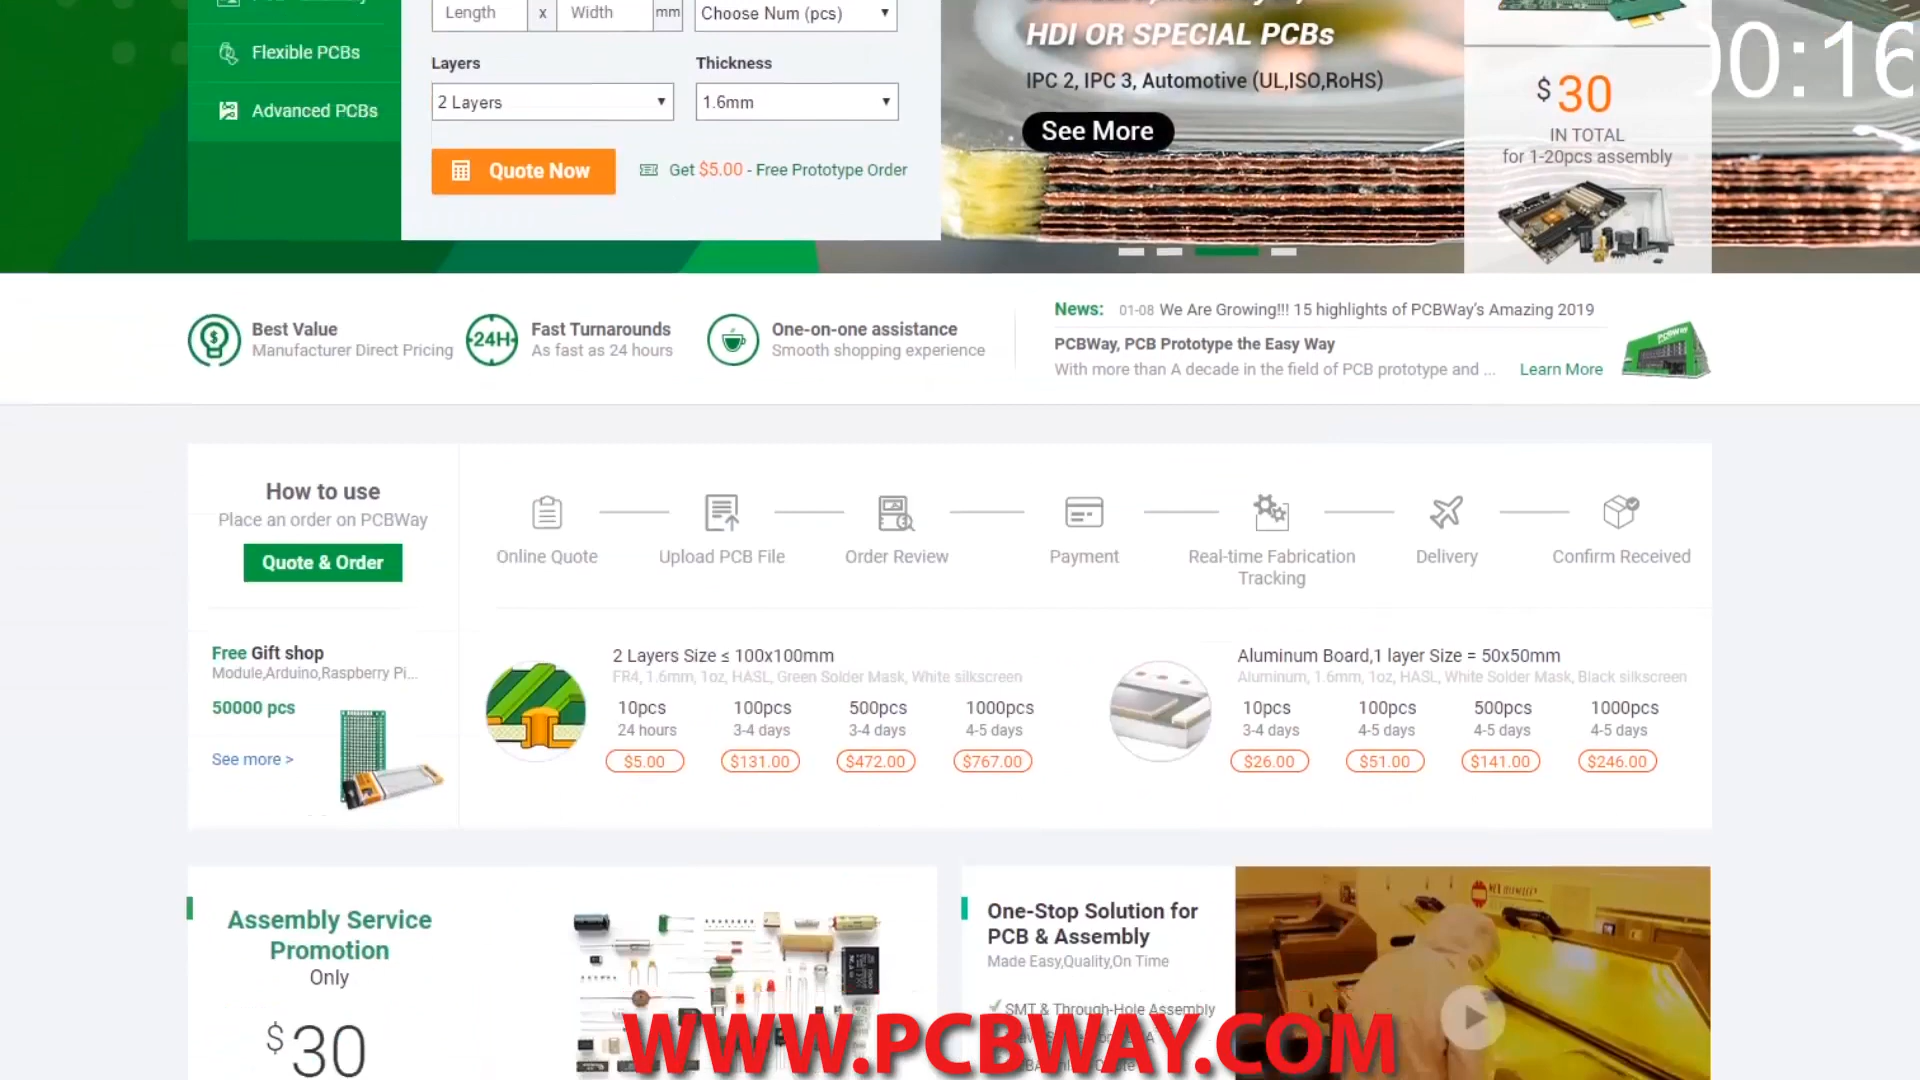 Length x Width mm Choose Num (pcs)
Flexible PCBs
Layers Thickness
2 Layers 1.6mm
Advanced PCBs
Quote Now Get $5.00 - Free Prototype Order
HDI OR SPECIAL PCBs
IPC 2, IPC 3, Automotive (UL,ISO,RoHS)
See More
$30
IN TOTAL
for 1-20pcs assembly
00:16
Best Value
Manufacturer Direct Pricing
24H
Fast Turnarounds
As fast as 24 hours
One-on-one assistance
Smooth shopping experience
News: 01-08 We Are Growing!!! 15 highlights of PCBWay's Amazing 2019
PCBWay, PCB Prototype the Easy Way
With more than A decade in the field of PCB prototype and ... Learn More
How to use
Place an order on PCBWay
Quote & Order
Online Quote Upload PCB File Order Review Payment Real-time Fabrication Tracking Delivery Confirm Received
Free Gift shop
Module,Arduino,Raspberry Pi...
50000 pcs
See more >
2 Layers Size ≤ 100x100mm
FR4, 1.6mm, 1oz, HASL, Green Solder Mask, White silkscreen
10pcs 100pcs 500pcs 1000pcs
24 hours 3-4 days 3-4 days 4-5 days
$5.00 $131.00 $472.00 $767.00
Aluminum Board,1 layer Size = 50x50mm
Aluminum, 1.6mm, 1oz, HASL, White Solder Mask, Black silkscreen
10pcs 100pcs 500pcs 1000pcs
3-4 days 4-5 days 4-5 days 4-5 days
$26.00 $51.00 $141.00 $246.00
Assembly Service
Promotion
Only
$30
One-Stop Solution for
PCB & Assembly
Made Easy,Quality,On Time
SMT & Through-Hole Assembly
WWW.PCBWAY.COM